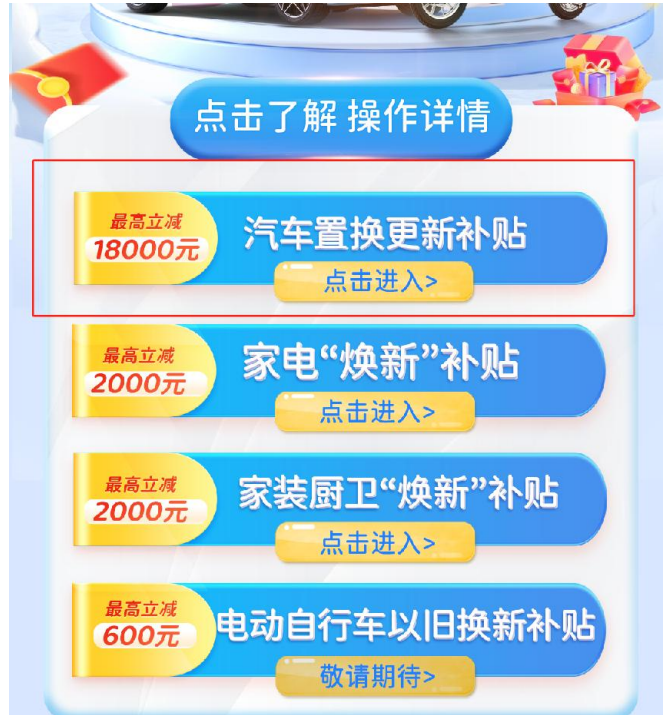 点击了解 操作详情
最高立减
18000元
汽车置换更新补贴
点击进入>
最高立减
2000元
家电“焕新”补贴
点击进入>
最高立减
2000元
家装厨卫“焕新”补贴
点击进入>
最高立减
600元
电动自行车以旧换新补贴
敬请期待>